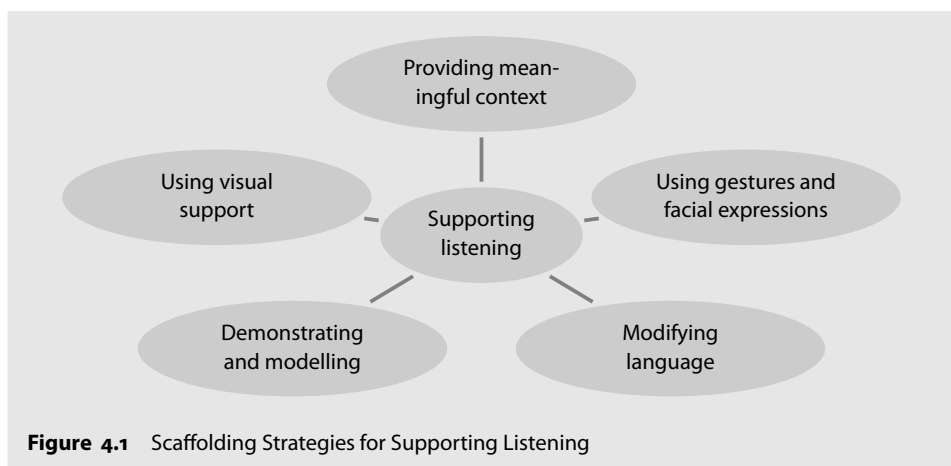 Providing mean-
ingful context
Using visual
support
Using gestures and
facial expressions
Supporting
listening
Demonstrating
and modelling
Modifying
language
Figure 4.1 Scaffolding Strategies for Supporting Listening